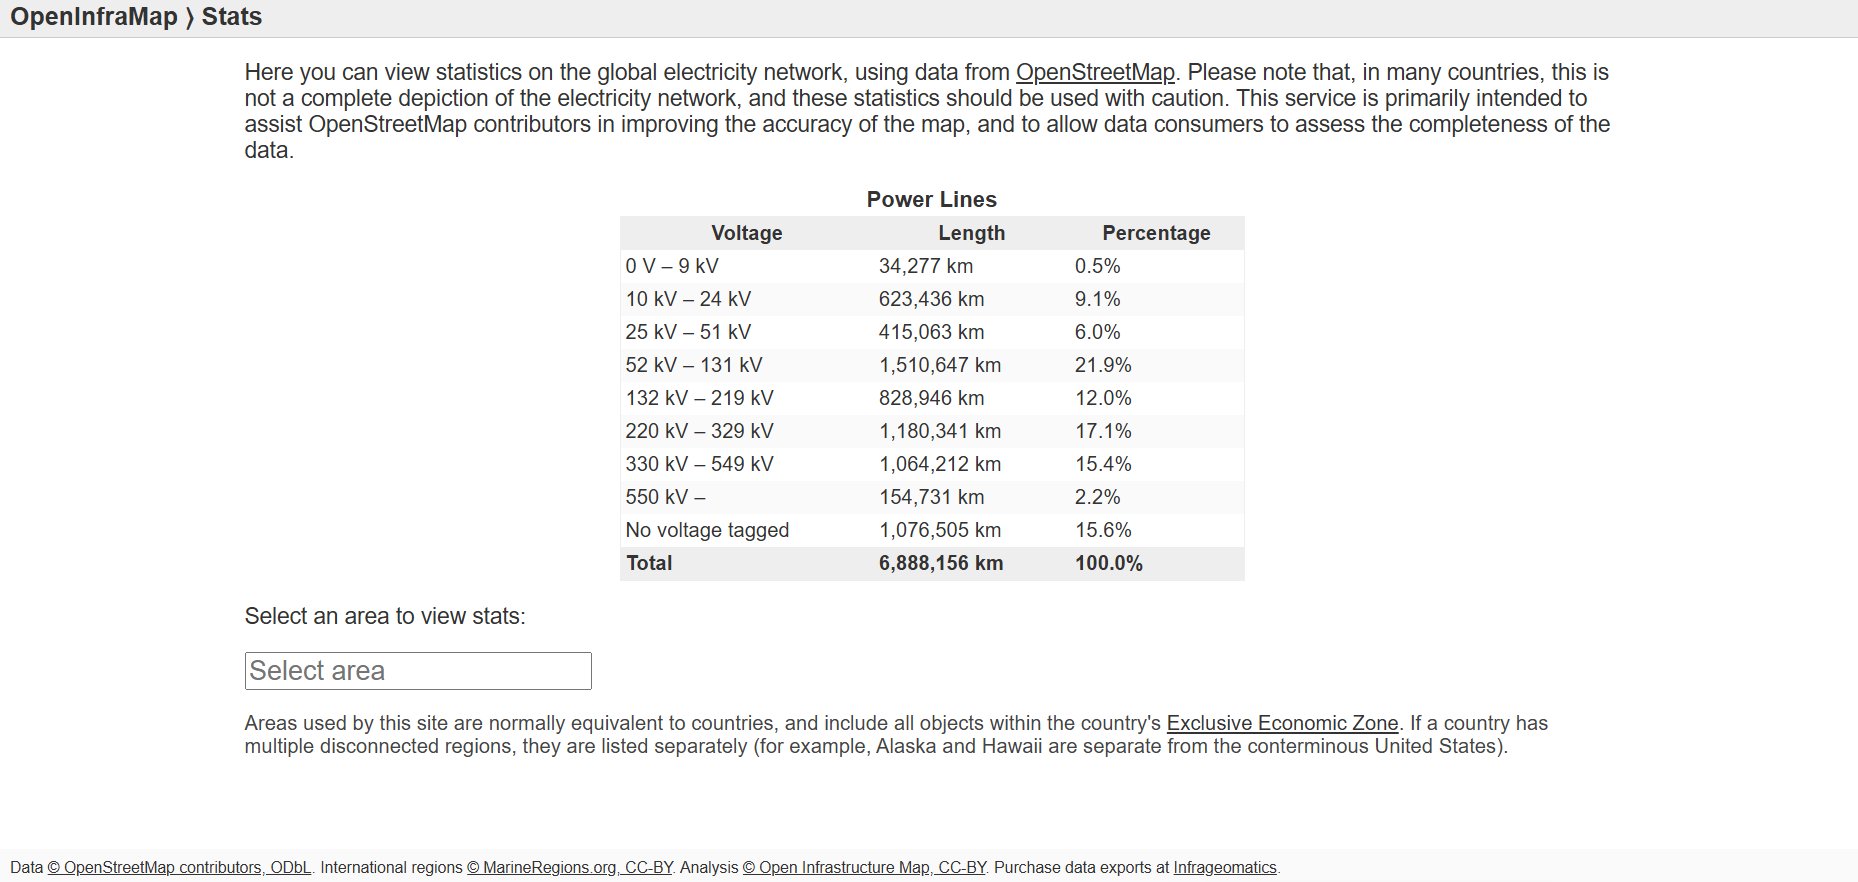 OpenInfraMap ⟩ Stats
Here you can view statistics on the global electricity network, using data from OpenStreetMap. Please note that, in many countries, this is
not a complete depiction of the electricity network, and these statistics should be used with caution. This service is primarily intended to
assist OpenStreetMap contributors in improving the accuracy of the map, and to allow data consumers to assess the completeness of the
data.
Power Lines
Voltage Length Percentage
0 V – 9 kV 34,277 km 0.5%
10 kV – 24 kV 623,436 km 9.1%
25 kV – 51 kV 415,063 km 6.0%
52 kV – 131 kV 1,510,647 km 21.9%
132 kV – 219 kV 828,946 km 12.0%
220 kV – 329 kV 1,180,341 km 17.1%
330 kV – 549 kV 1,064,212 km 15.4%
550 kV – 154,731 km 2.2%
No voltage tagged 1,076,505 km 15.6%
Total 6,888,156 km 100.0%
Select an area to view stats:
Select area
Areas used by this site are normally equivalent to countries, and include all objects within the country's Exclusive Economic Zone. If a country has
multiple disconnected regions, they are listed separately (for example, Alaska and Hawaii are separate from the conterminous United States).
Data © OpenStreetMap contributors, ODbL. International regions © MarineRegions.org, CC-BY. Analysis © Open Infrastructure Map, CC-BY. Purchase data exports at Infrageomatics.